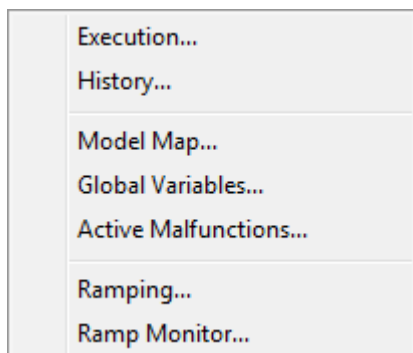 Execution...
History...
Model Map...
Global Variables...
Active Malfunctions...
Ramping...
Ramp Monitor...